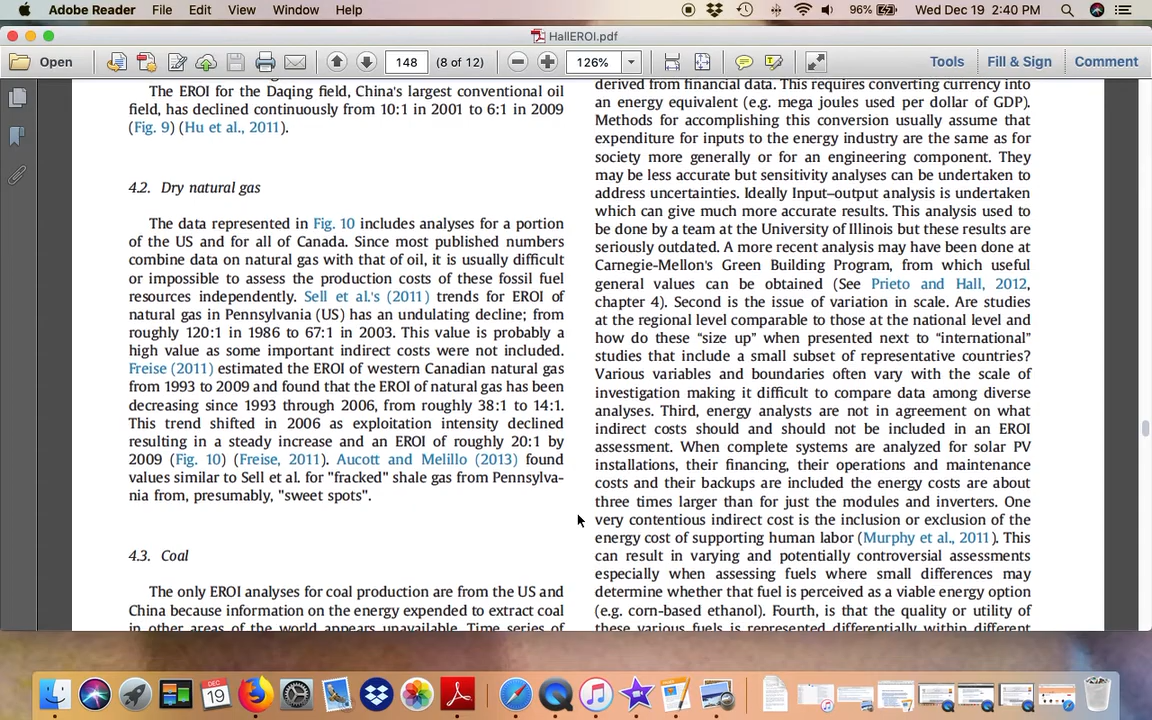 Adobe Reader File Edit View Window Help 96% Wed Dec 19 2:40 PM
HallEROI.pdf
Open 148 (8 of 12) 126% Tools Fill & Sign Comment
The EROI for the Daqing field, China's largest conventional oil
field, has declined continuously from 10:1 in 2001 to 6:1 in 2009
(Fig. 9) (Hu et al., 2011).
4.2. Dry natural gas
The data represented in Fig. 10 includes analyses for a portion
of the US and for all of Canada. Since most published numbers
combine data on natural gas with that of oil, it is usually difficult
or impossible to assess the production costs of these fossil fuel
resources independently. Sell et al.'s (2011) trends for EROI of
natural gas in Pennsylvania (US) has an undulating decline; from
roughly 120:1 in 1986 to 67:1 in 2003. This value is probably a
high value as some important indirect costs were not included.
Freise (2011) estimated the EROI of western Canadian natural gas
from 1993 to 2009 and found that the EROI of natural gas has been
decreasing since 1993 through 2006, from roughly 38:1 to 14:1.
This trend shifted in 2006 as exploitation intensity declined
resulting in a steady increase and an EROI of roughly 20:1 by
2009 (Fig. 10) (Freise, 2011). Aucott and Melillo (2013) found
values similar to Sell et al. for "fracked" shale gas from Pennsylva-
nia from, presumably, "sweet spots".
4.3. Coal
The only EROI analyses for coal production are from the US and
China because information on the energy expended to extract coal
in other areas of the world appears unavailable. Time series of
derived from financial data. This requires converting currency into
an energy equivalent (e.g. mega joules used per dollar of GDP).
Methods for accomplishing this conversion usually assume that
expenditure for inputs to the energy industry are the same as for
society more generally or for an engineering component. They
may be less accurate but sensitivity analyses can be undertaken to
address uncertainties. Ideally Input–output analysis is undertaken
which can give much more accurate results. This analysis used to
be done by a team at the University of Illinois but these results are
seriously outdated. A more recent analysis may have been done at
Carnegie-Mellon's Green Building Program, from which useful
general values can be obtained (See Prieto and Hall, 2012,
chapter 4). Second is the issue of variation in scale. Are studies
at the regional level comparable to those at the national level and
how do these “size up” when presented next to “international”
studies that include a small subset of representative countries?
Various variables and boundaries often vary with the scale of
investigation making it difficult to compare data among diverse
analyses. Third, energy analysts are not in agreement on what
indirect costs should and should not be included in an EROI
assessment. When complete systems are analyzed for solar PV
installations, their financing, their operations and maintenance
costs and their backups are included the energy costs are about
three times larger than for just the modules and inverters. One
very contentious indirect cost is the inclusion or exclusion of the
energy cost of supporting human labor (Murphy et al., 2011). This
can result in varying and potentially controversial assessments
especially when assessing fuels where small differences may
determine whether that fuel is perceived as a viable energy option
(e.g. corn-based ethanol). Fourth, is that the quality or utility of
these various fuels is represented differentially within different
DEC
19